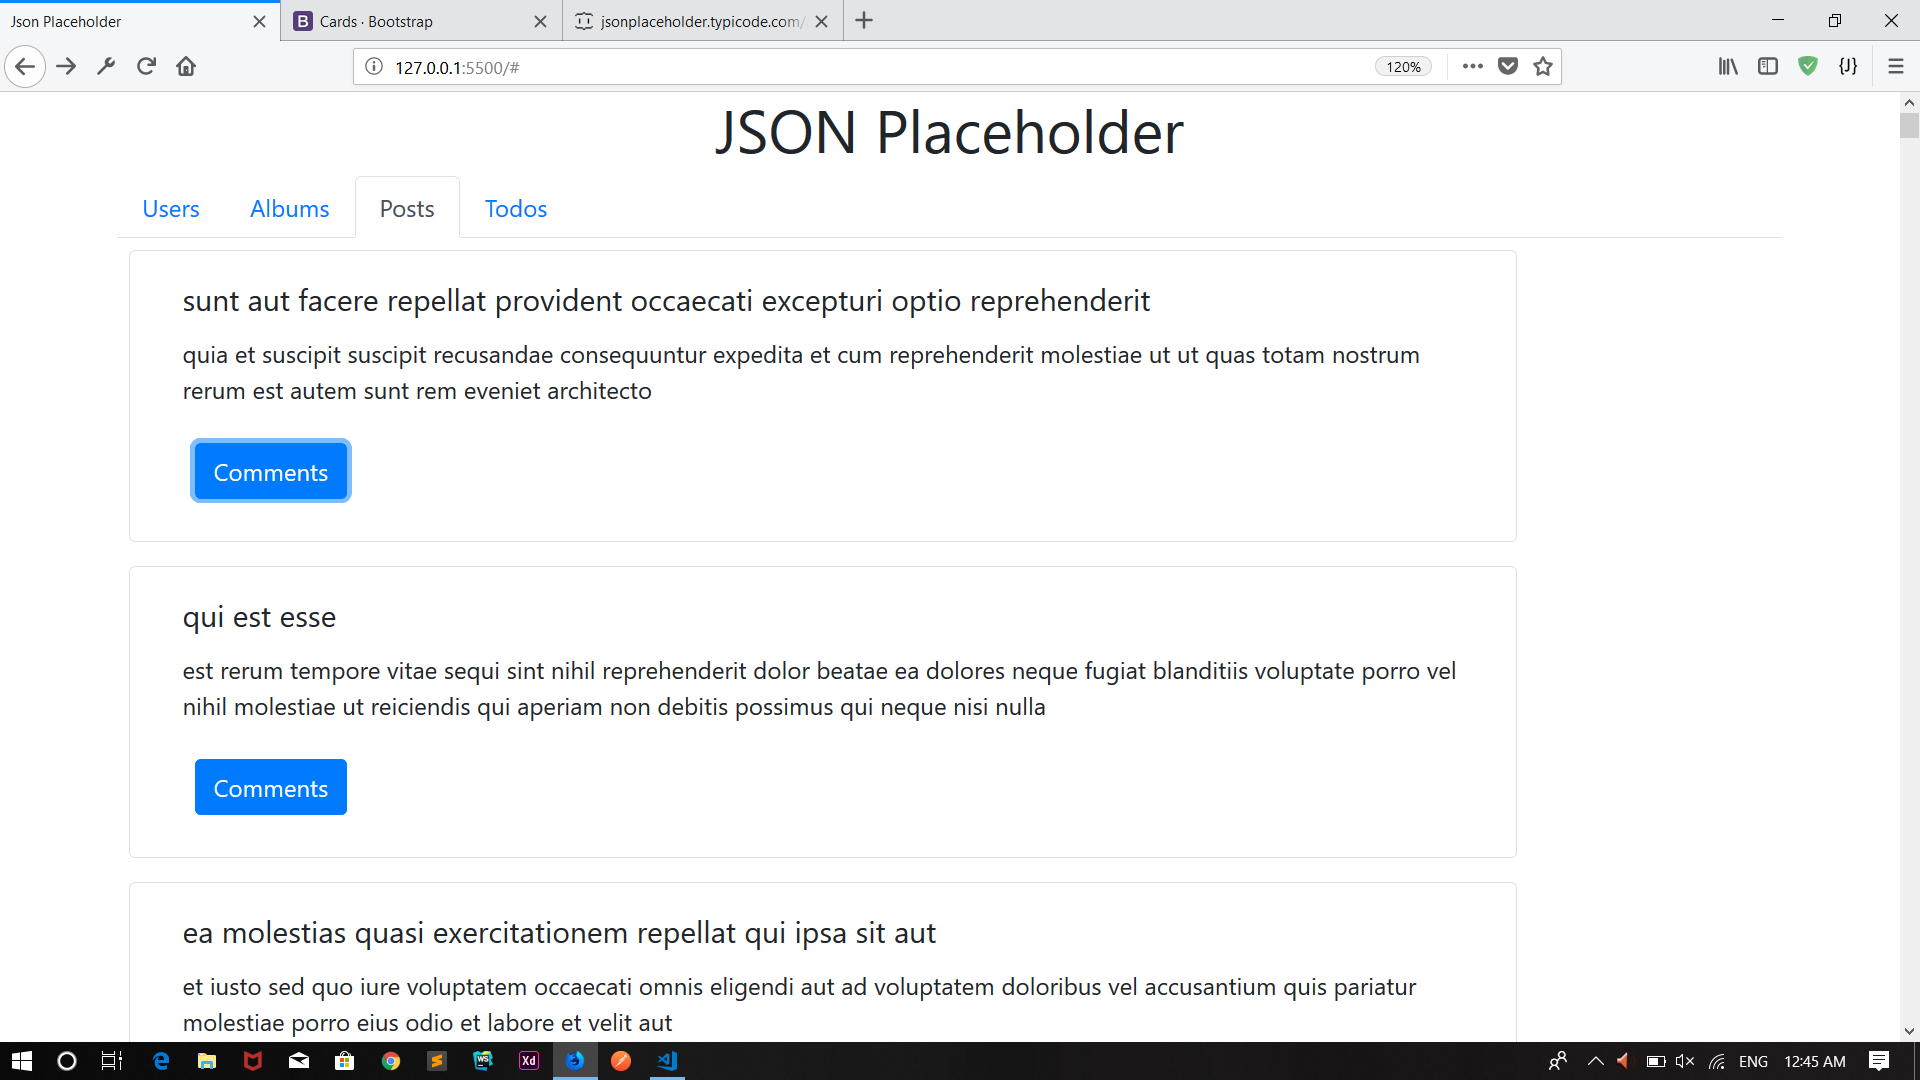 Json Placeholder
B Cards · Bootstrap
jsonplaceholder.typicode.com/
127.0.0.1:5500/#
120%
{J}
JSON Placeholder
Users
Albums
Posts
Todos
sunt aut facere repellat provident occaecati excepturi optio reprehenderit
quia et suscipit suscipit recusandae consequuntur expedita et cum reprehenderit molestiae ut ut quas totam nostrum
rerum est autem sunt rem eveniet architecto
Comments
qui est esse
est rerum tempore vitae sequi sint nihil reprehenderit dolor beatae ea dolores neque fugiat blanditiis voluptate porro vel
nihil molestiae ut reiciendis qui aperiam non debitis possimus qui neque nisi nulla
Comments
ea molestias quasi exercitationem repellat qui ipsa sit aut
et iusto sed quo iure voluptatem occaecati omnis eligendi aut ad voluptatem doloribus vel accusantium quis pariatur
molestiae porro eius odio et labore et velit aut
WS
Xd
ENG
12:45 AM